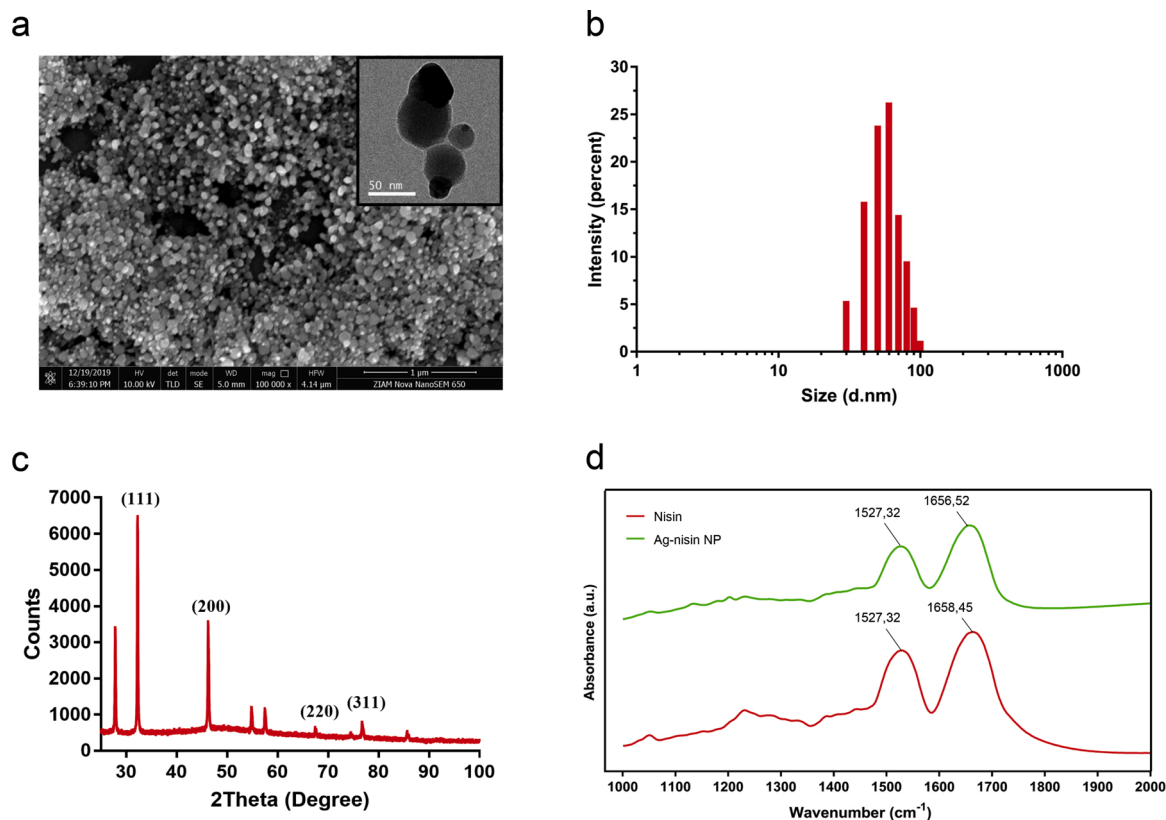 a
50 nm
12/19/2019 HV det mode WD mag HFW 1 µm
6:39:10 PM 10.00 kV TLD SE 5.0 mm 100 000 x 4.14 µm ZIAM Nova NanoSEM 650
b
Intensity (percent)
30
25
20
15
10
5
0
1 10 100 1000
Size (d.nm)
c
Counts
7000
6000
5000
4000
3000
2000
1000
0
(111)
(200)
(220)
(311)
30 40 50 60 70 80 90 100
2Theta (Degree)
d
Nisin
Ag-nisin NP
1527,32
1656,52
1527,32
1658,45
Absorbance (a.u.)
1000 1100 1200 1300 1400 1500 1600 1700 1800 1900 2000
Wavenumber (cm⁻¹)